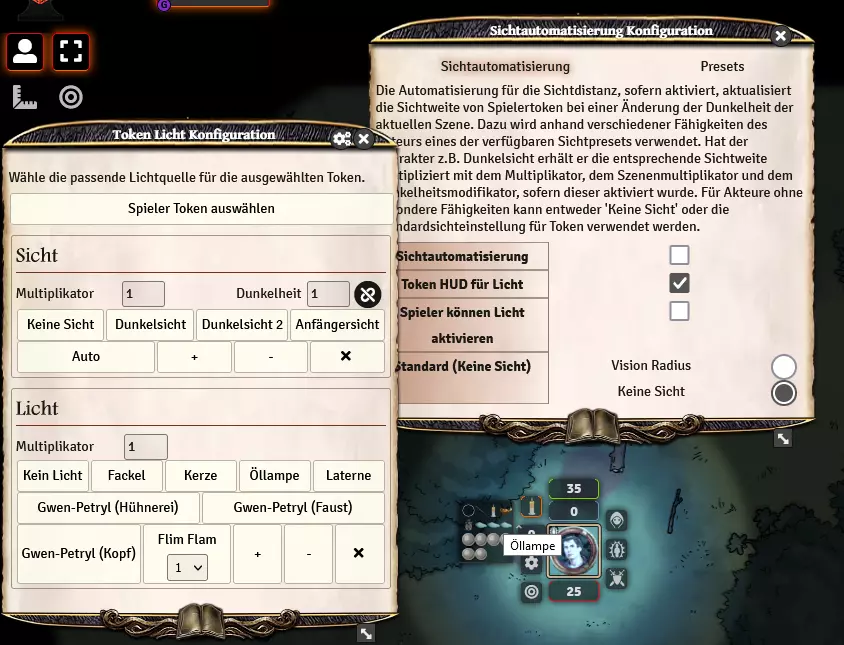 G
Sichtautomatisierung Konfiguration
Sichtautomatisierung
Presets
Die Automatisierung für die Sichtdistanz, sofern aktiviert, aktualisiert
die Sichtweite von Spielertoken bei einer Änderung der Dunkelheit der
aktuellen Szene. Dazu wird anhand verschiedener Fähigkeiten des
teurs eines der verfügbaren Sichtpresets verwendet. Hat der
rakter z.B. Dunkelsicht erhält er die entsprechende Sichtweite
tipliziert mit dem Multiplikator, dem Szenenmultiplikator und dem
kelheitsmodifikator, sofern dieser aktiviert wurde. Für Akteure ohne
ondere Fähigkeiten kann entweder 'Keine Sicht' oder die
ndardsichteinstellung für Token verwendet werden.
Sichtautomatisierung
Token HUD für Licht
Spieler können Licht
aktivieren
Standard (Keine Sicht)
Vision Radius
Keine Sicht
Token Licht Konfiguration
Wähle die passende Lichtquelle für die ausgewählten Token.
Spieler Token auswählen
Sicht
Multiplikator 1 Dunkelheit 1
Keine Sicht Dunkelsicht Dunkelsicht 2 Anfängersicht
Auto + -
Licht
Multiplikator 1
Kein Licht Fackel Kerze Öllampe Laterne
Gwen-Petryl (Hühnerei) Gwen-Petryl (Faust)
Gwen-Petryl (Kopf) Flim Flam + -
1
35
0
Öllampe
25